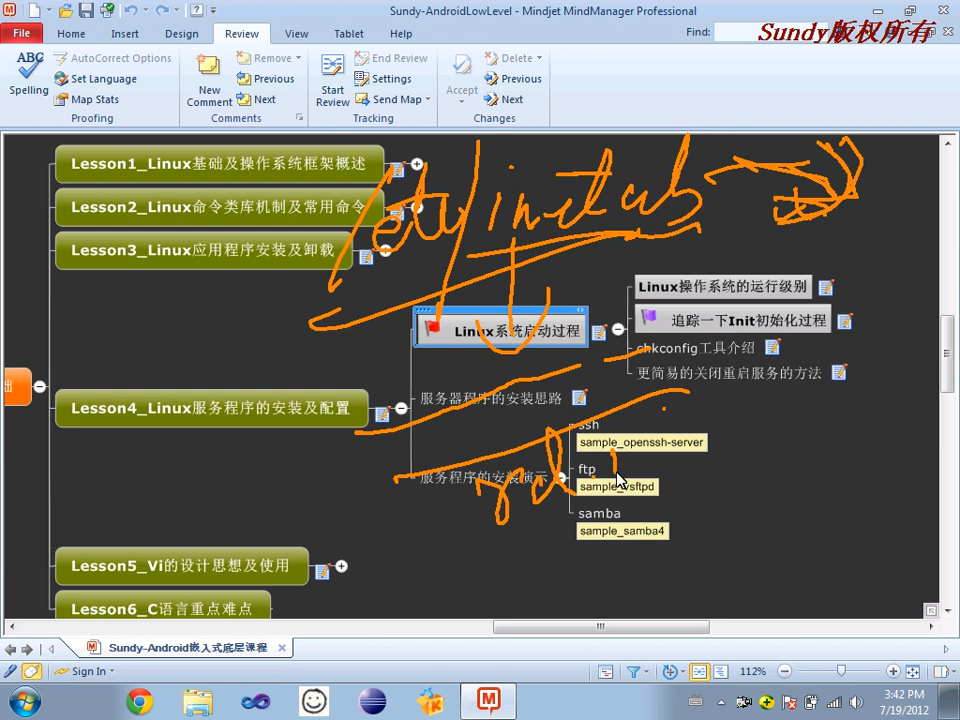 Sundy-AndroidLowLevel - Mindjet MindManager Professional
File Home Insert Design Review View Tablet Help Find: Sundy版权所有
ABC
Spelling
AutoCorrect Options
Set Language
Map Stats
Proofing
New Comment
Remove
Previous
Next
Comments
Start Review
End Review
Settings
Send Map
Tracking
Accept
Delete
Previous
Next
Changes
Lesson1_Linux基础及操作系统框架概述
Lesson2_Linux命令类库机制及常用命令
Lesson3_Linux应用程序安装及卸载
/etc/inittab
础
Lesson4_Linux服务程序的安装及配置
Linux系统启动过程
Linux操作系统的运行级别
追踪一下Init初始化过程
chkconfig工具介绍
更简易的关闭重启服务的方法
服务器程序的安装思路
服务程序的安装演示
ssh
sample_openssh-server
ftp
sample_vsftpd
samba
sample_samba4
Lesson5_Vi的设计思想及使用
Lesson6_C语言重点难点
Sundy-Android嵌入式底层课程
Sign In
112%
3:42 PM
7/19/2012